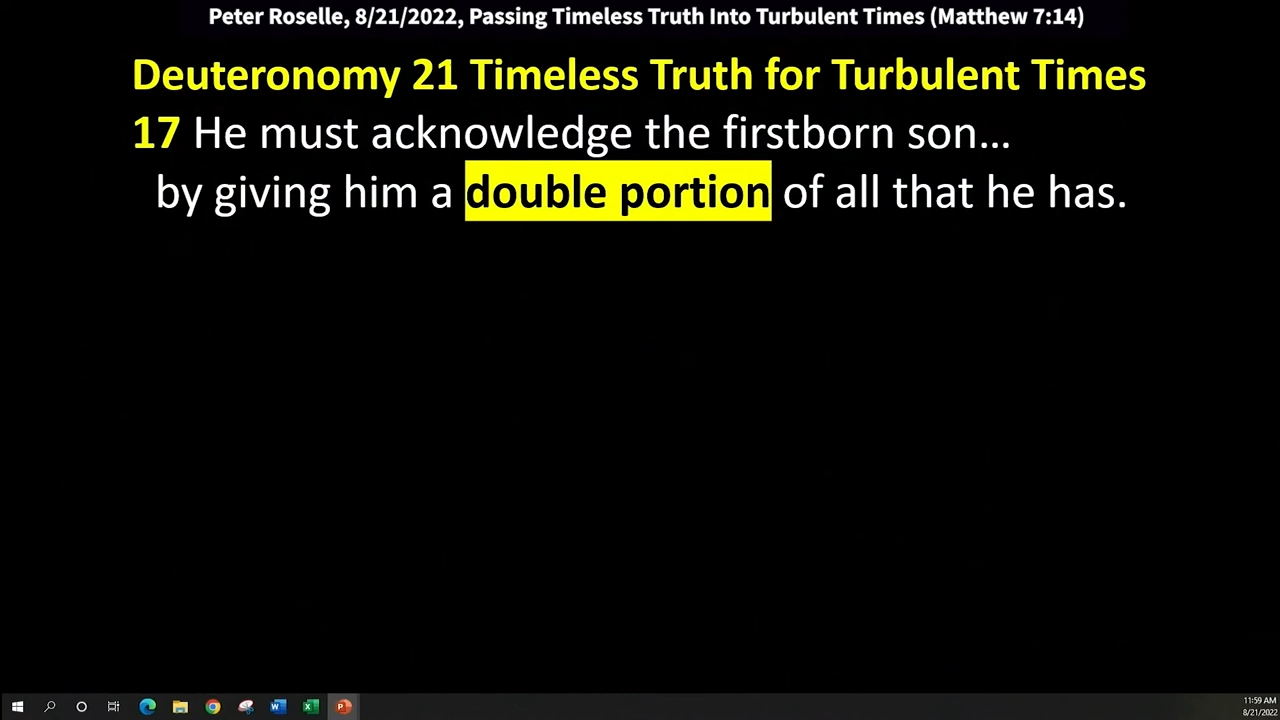 Peter Roselle, 8/21/2022, Passing Timeless Truth Into Turbulent Times (Matthew 7:14)
Deuteronomy 21 Timeless Truth for Turbulent Times
17 He must acknowledge the firstborn son…
by giving him a double portion of all that he has.
11:59 AM
8/21/2022